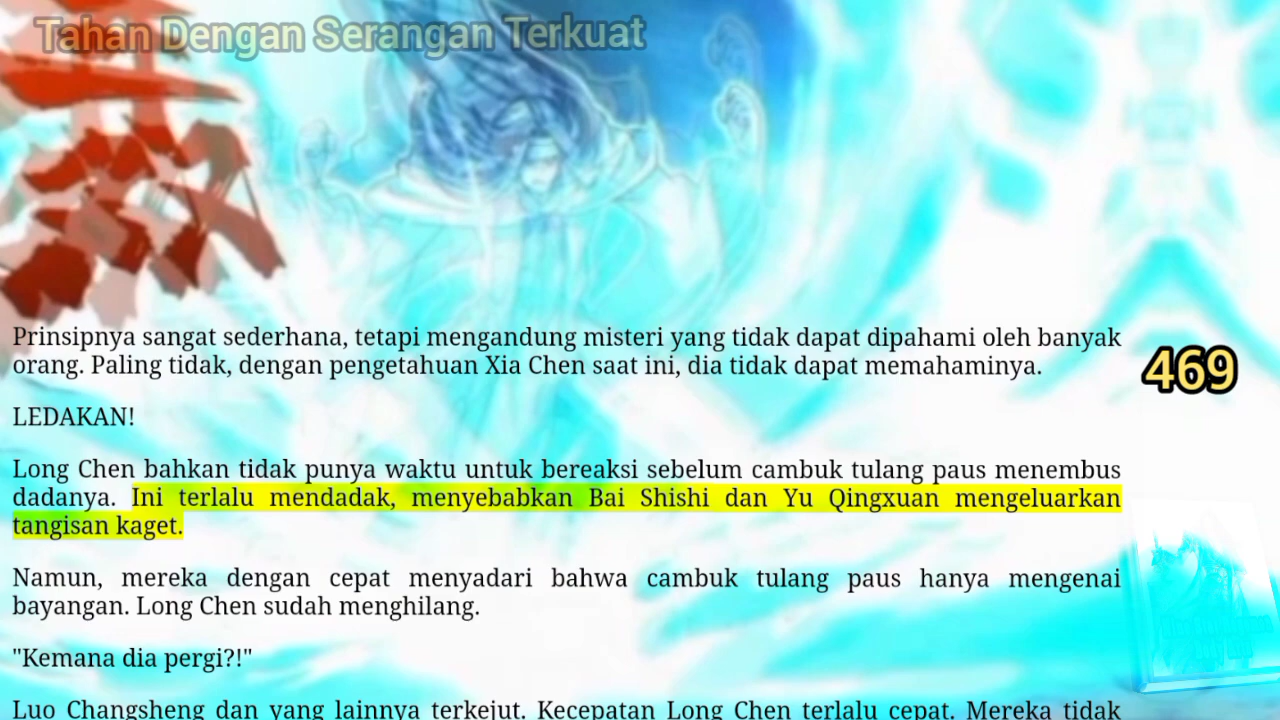 Tahan Dengan Serangan Terkuat
Prinsipnya sangat sederhana, tetapi mengandung misteri yang tidak dapat dipahami oleh banyak
orang. Paling tidak, dengan pengetahuan Xia Chen saat ini, dia tidak dapat memahaminya.
469
LEDAKAN!
Long Chen bahkan tidak punya waktu untuk bereaksi sebelum cambuk tulang paus menembus
dadanya. Ini terlalu mendadak, menyebabkan Bai Shishi dan Yu Qingxuan mengeluarkan
tangisan kaget.
Namun, mereka dengan cepat menyadari bahwa cambuk tulang paus hanya mengenai
bayangan. Long Chen sudah menghilang.
"Kemana dia pergi?!"
Luo Changsheng dan yang lainnya terkejut. Kecepatan Long Chen terlalu cepat. Mereka tidak